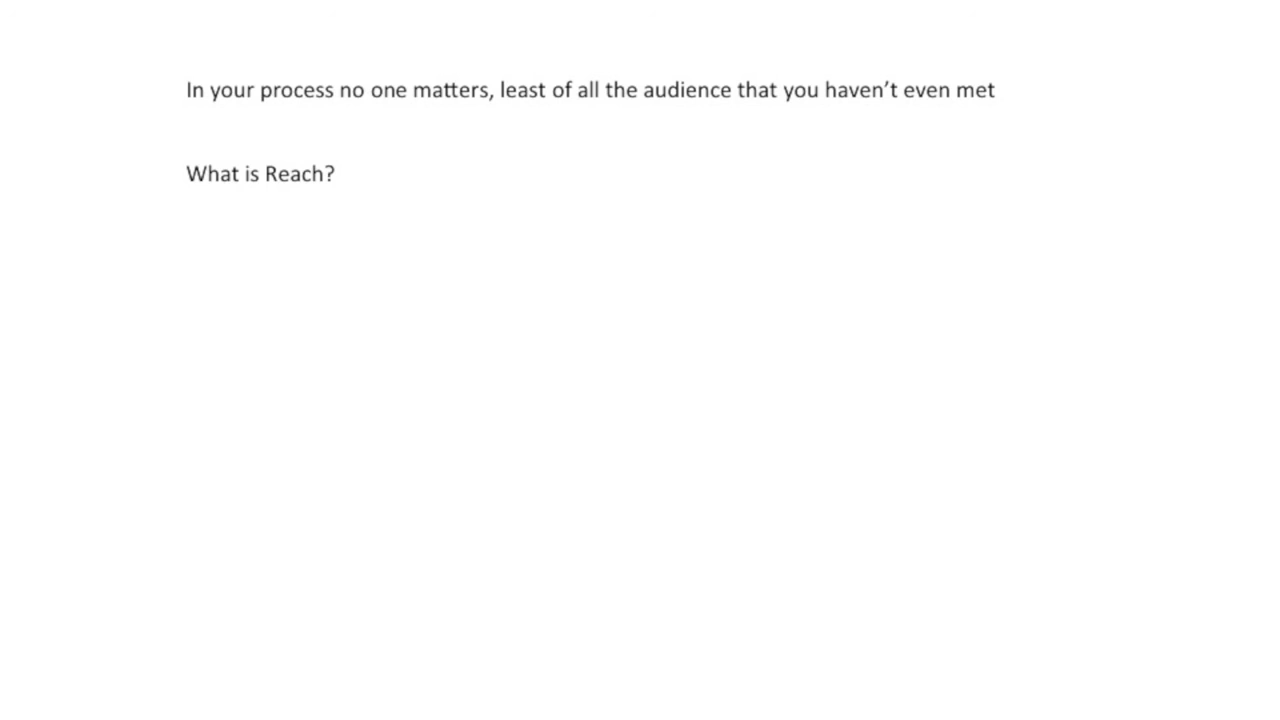 In your process no one matters, least of all the audience that you haven’t even met
What is Reach?